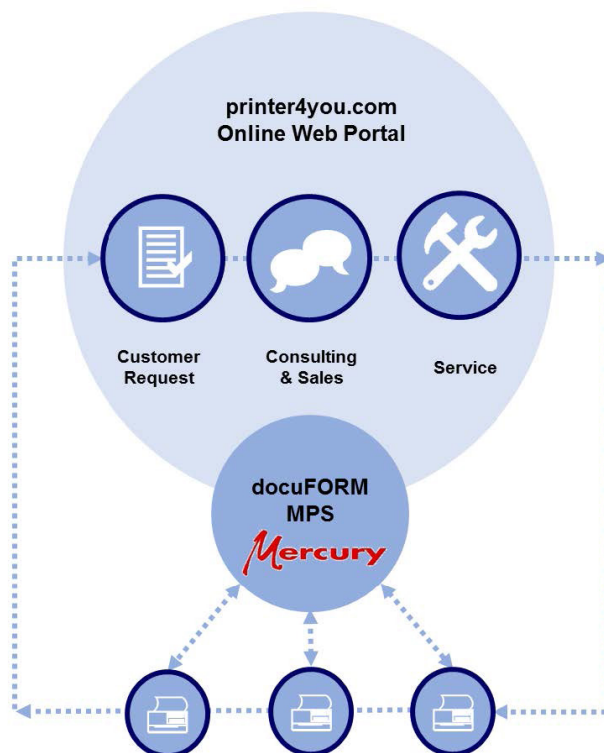 printer4you.com
Online Web Portal
Customer
Request
Consulting
& Sales
Service
docuFORM
MPS
Mercury